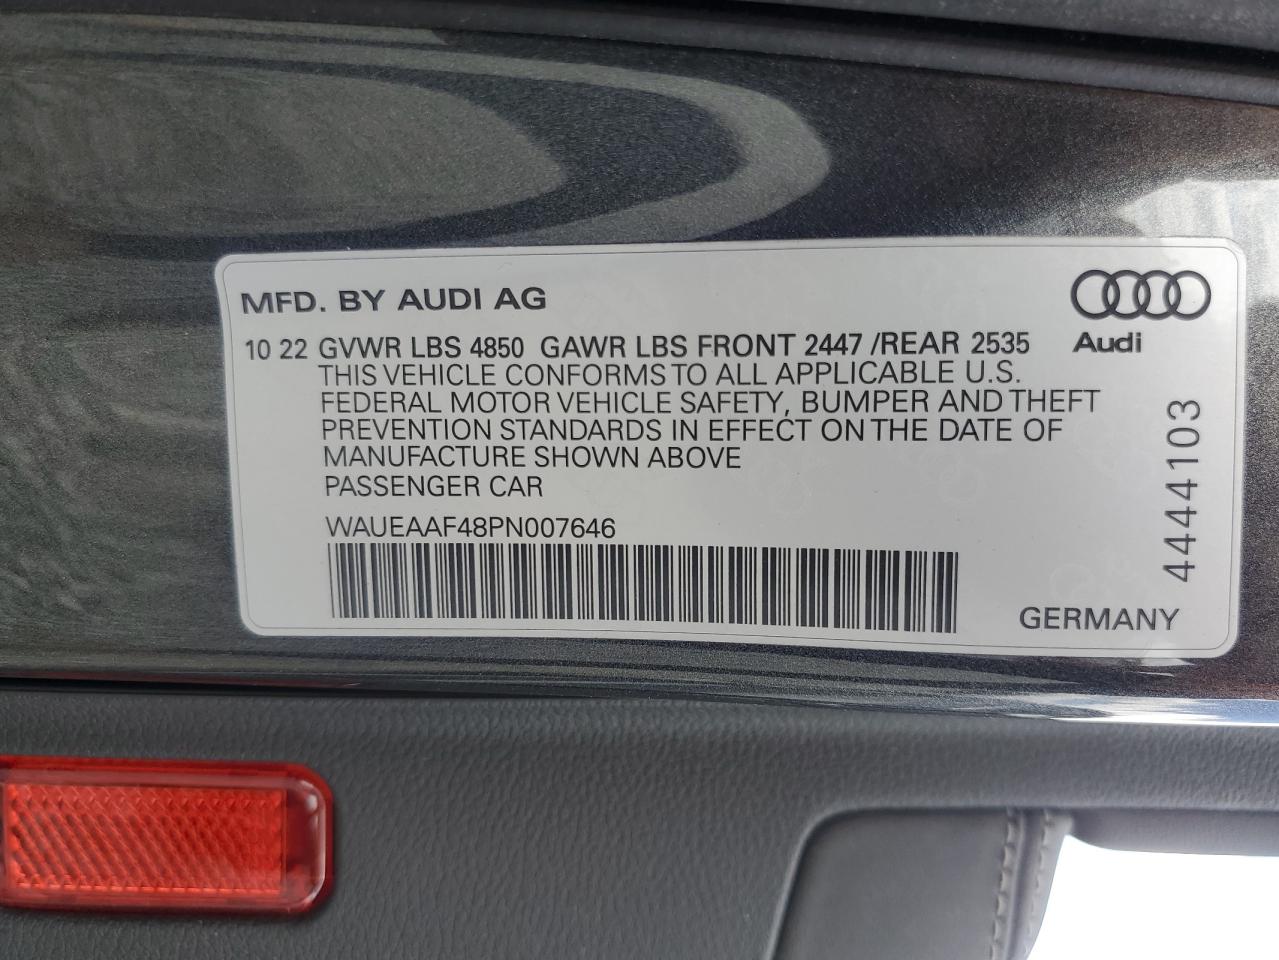 MFD. BY AUDI AG
Audi
10 22 GVWR LBS 4850 GAWR LBS FRONT 2447 /REAR 2535
THIS VEHICLE CONFORMS TO ALL APPLICABLE U.S.
FEDERAL MOTOR VEHICLE SAFETY, BUMPER AND THEFT
PREVENTION STANDARDS IN EFFECT ON THE DATE OF
MANUFACTURE SHOWN ABOVE
PASSENGER CAR
WAUEAAF48PN007646
4444103
GERMANY